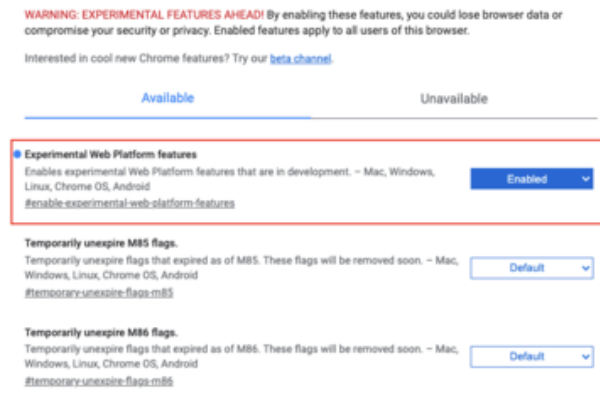 WARNING: EXPERIMENTAL FEATURES AHEAD! By enabling these features, you could lose browser data or
compromise your security or privacy. Enabled features apply to all users of this browser.
Interested in cool new Chrome features? Try our beta channel.
Available
Unavailable
Experimental Web Platform features
Enables experimental Web Platform features that are in development. – Mac, Windows,
Linux, Chrome OS, Android
#enable-experimental-web-platform-features
Enabled
Temporarily unexpire M85 flags.
Temporarily unexpire flags that expired as of M85. These flags will be removed soon. – Mac,
Windows, Linux, Chrome OS, Android
#temporary-unexpire-flags-m85
Default
Temporarily unexpire M86 flags.
Temporarily unexpire flags that expired as of M86. These flags will be removed soon. – Mac,
Windows, Linux, Chrome OS, Android
#temporary-unexpire-flags-m86
Default